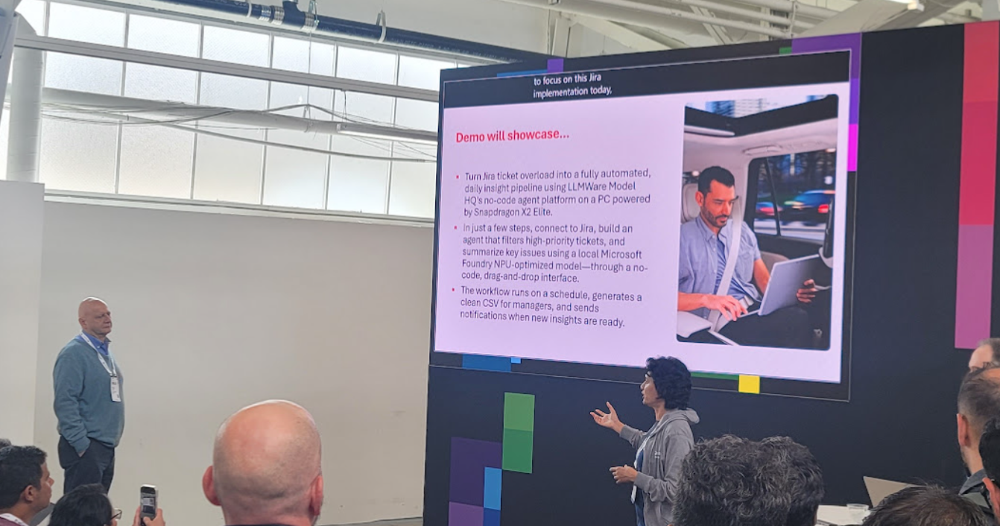 to focus on this Jira
implementation today,
Demo will showcase...
• Turn Jira ticket overload into a fully automated,
daily insight pipeline using LLMWare Model
HQ's no-code agent platform on a PC powered
by Snapdragon X2 Elite.
• In just a few steps, connect to Jira, build an
agent that filters high-priority tickets, and
summarize key issues using a local Microsoft
Foundry NPU-optimized model—through a no-
code, drag-and-drop interface.
• The workflow runs on a schedule, generates a
clean CSV for managers, and sends
notifications when new insights are ready.